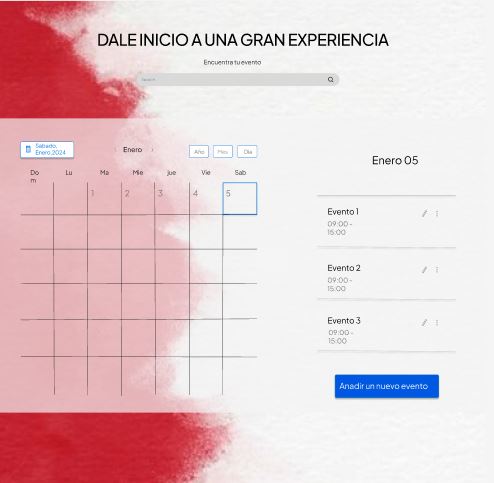 DALE INICIO A UNA GRAN EXPERIENCIA
Encuentra tu evento
Sabado,
Enero,2024
Enero
Año Mes Dia
Do
m
Lu Ma Mie jue Vie Sab
1 2 3 4 5
Enero 05
Evento 1
09:00 -
15:00
Evento 2
09:00 -
15:00
Evento 3
09:00 -
15:00
Anadir un nuevo evento